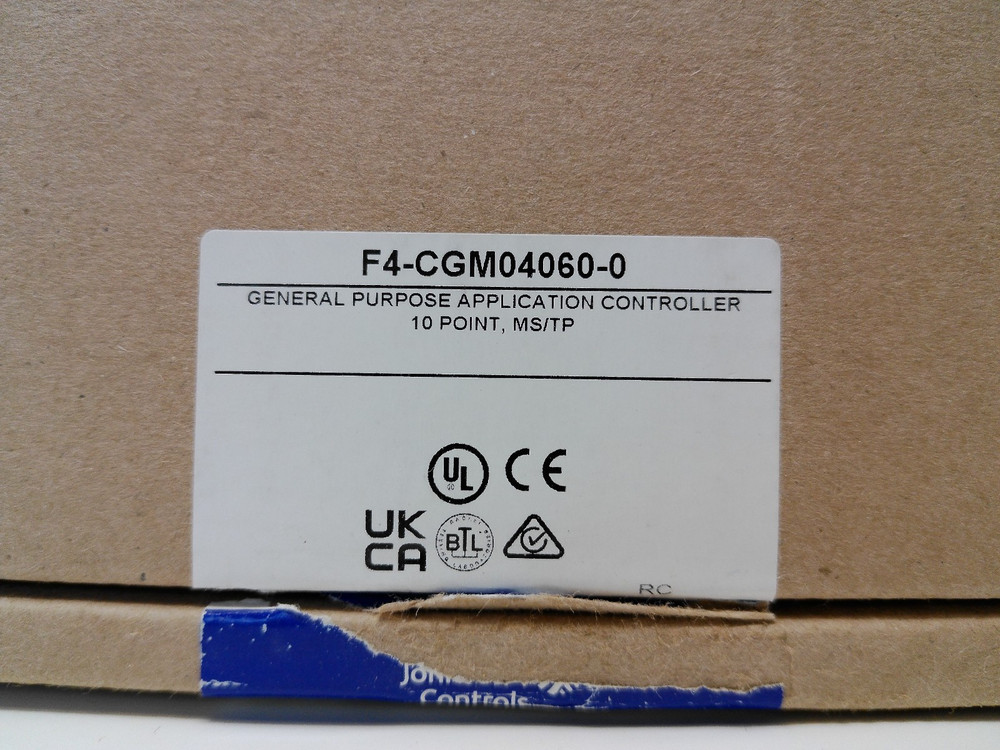 F4-CGM04060-0
GENERAL PURPOSE APPLICATION CONTROLLER
10 POINT, MS/TP
UL
CE
UK
CA
BTL
RC
Controls